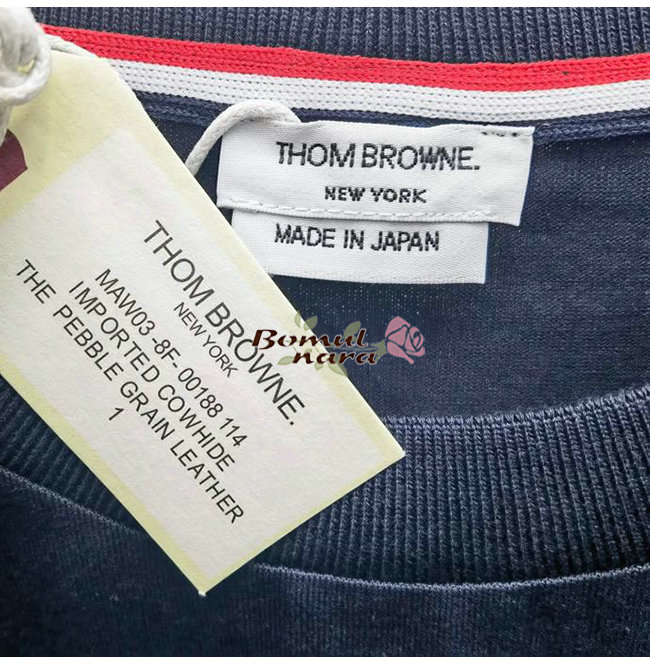 THOM BROWNE.
NEW YORK
MADE IN JAPAN
THOM BROWNE.
NEW YORK
MAW03 -8F- 00188 114
IMPORTED COWHIDE
THE PEBBLE GRAIN LEATHER
1
Bomul
nara